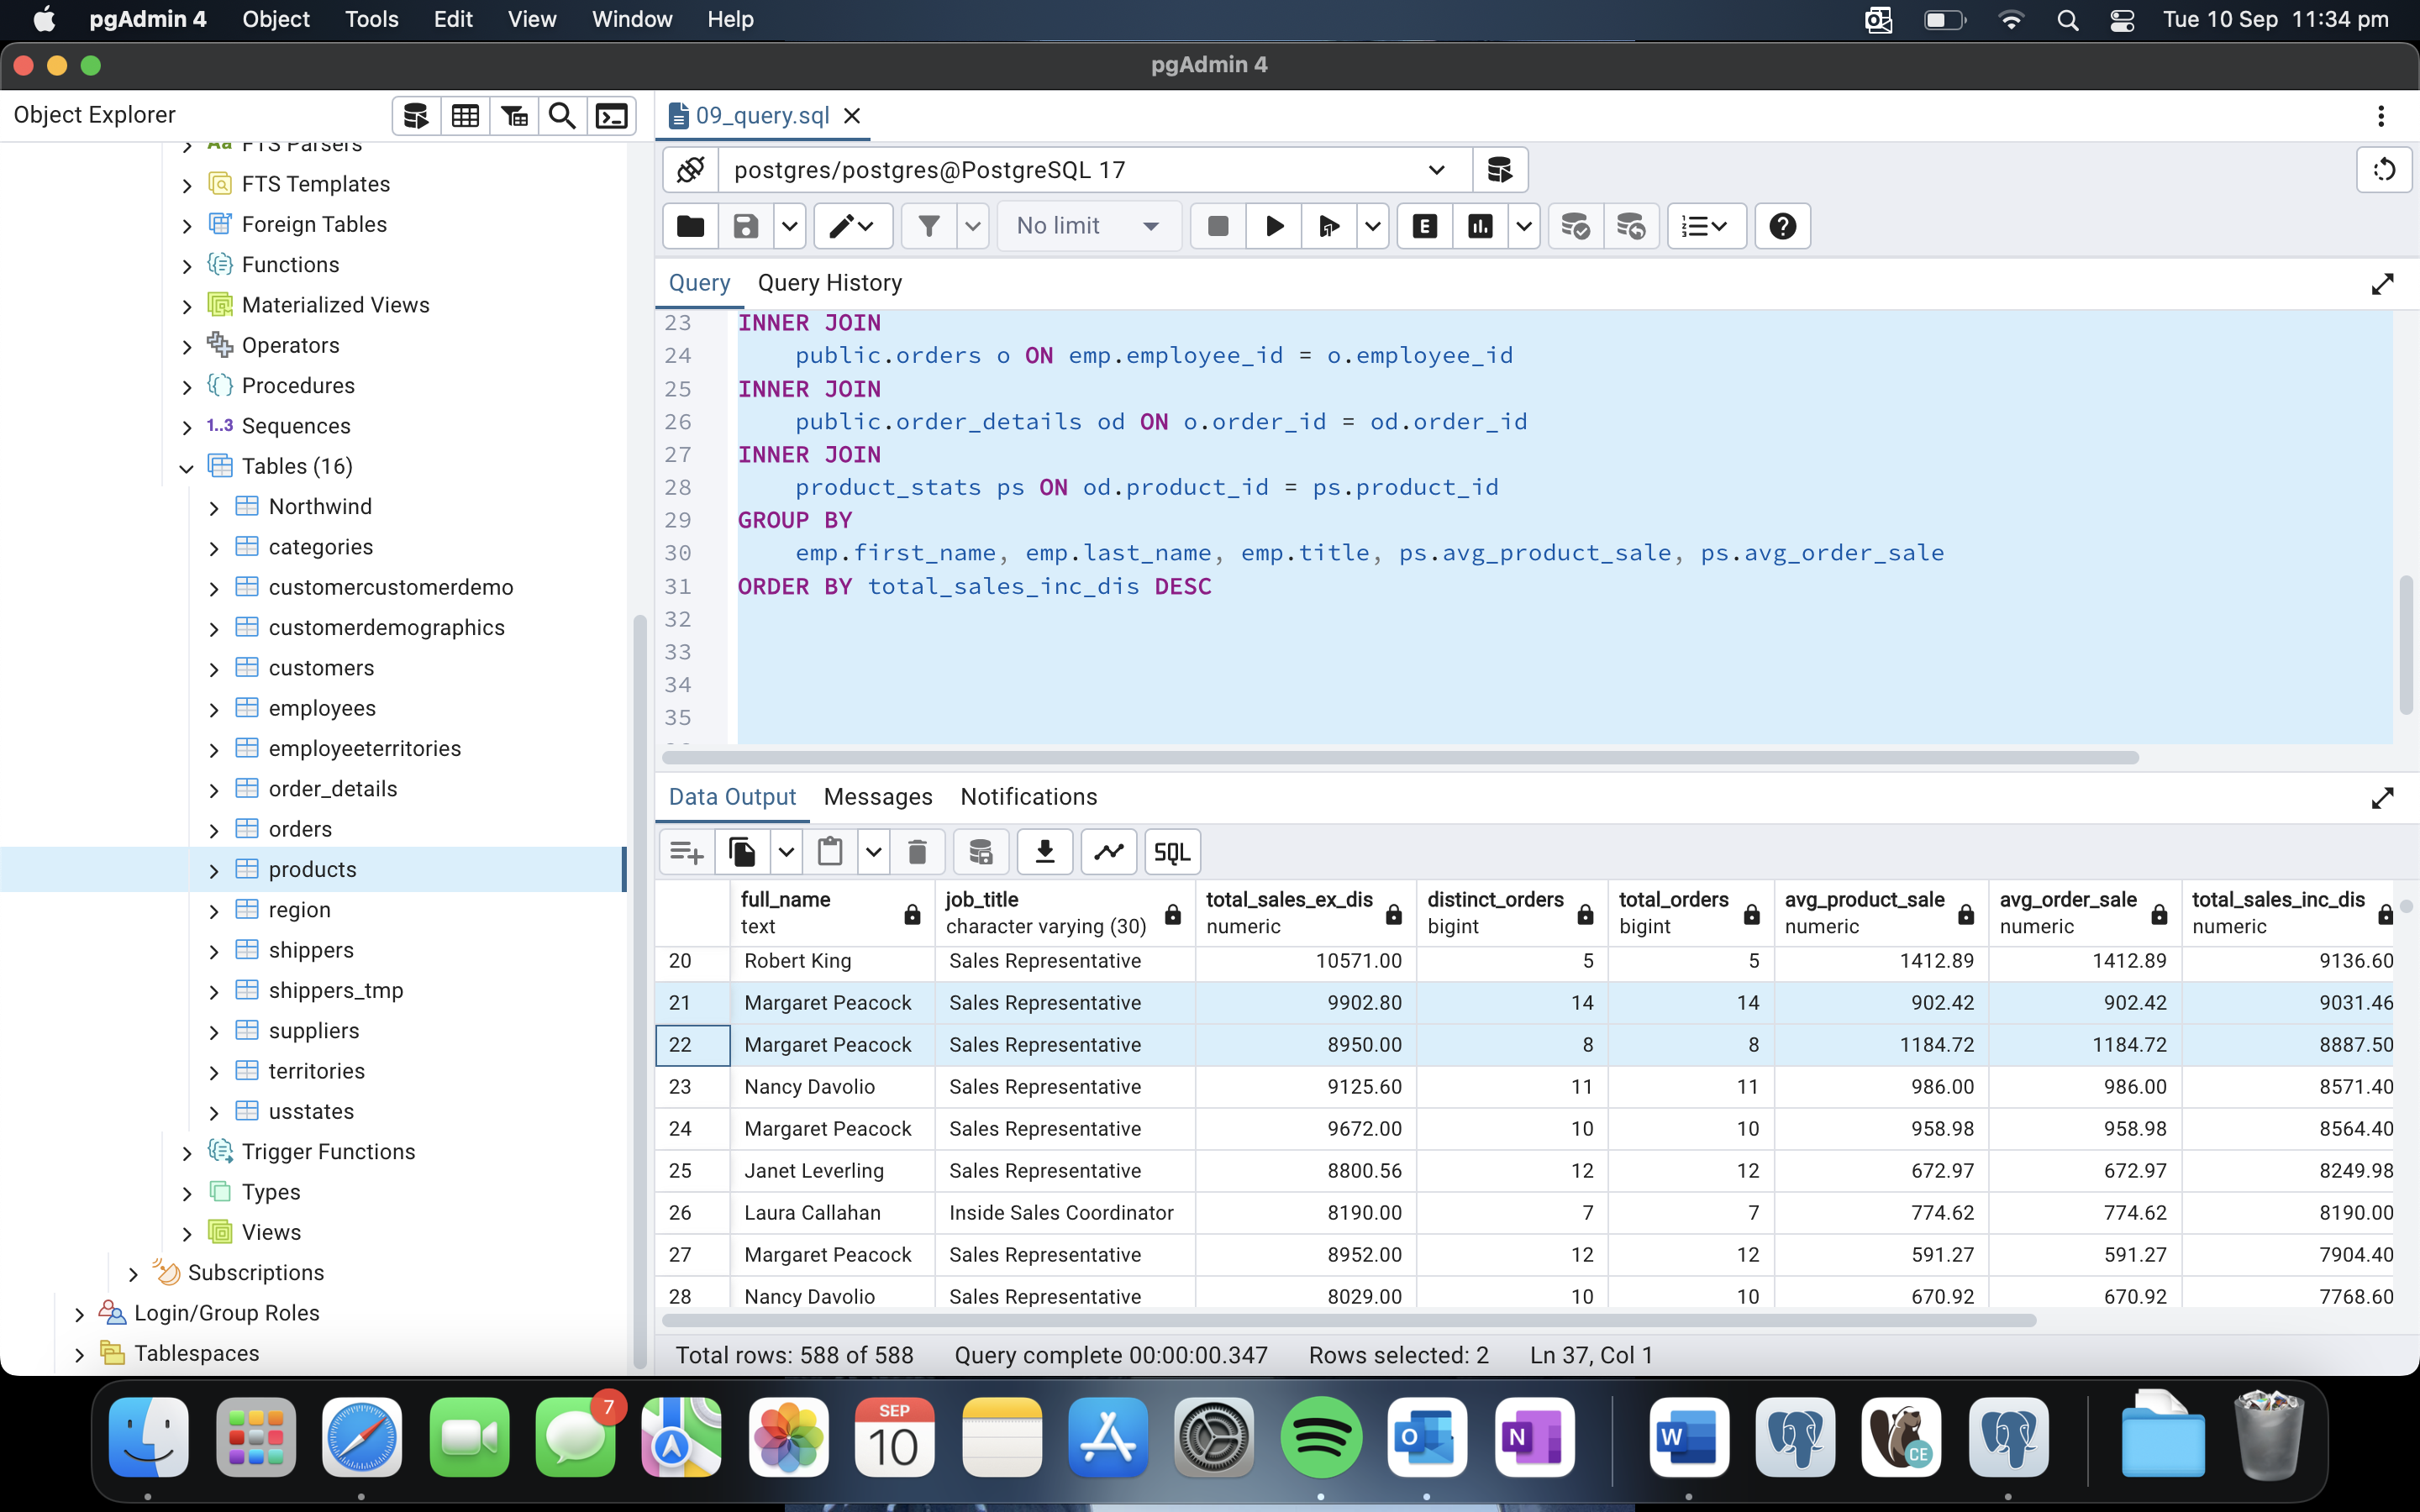 pgAdmin 4 Object Tools Edit View Window Help Tue 10 Sep 11:34 pm
pgAdmin 4
Object Explorer
FTS Parsers
FTS Templates
Foreign Tables
Functions
Materialized Views
Operators
Procedures
1..3 Sequences
Tables (16)
Northwind
categories
customercustomerdemo
customerdemographics
customers
employees
employeeterritories
order_details
orders
products
region
shippers
shippers_tmp
suppliers
territories
usstates
Trigger Functions
Types
Views
Subscriptions
Login/Group Roles
Tablespaces
09_query.sql
postgres/postgres@PostgreSQL 17
No limit
E
Query Query History
23 INNER JOIN
24 public.orders o ON emp.employee_id = o.employee_id
25 INNER JOIN
26 public.order_details od ON o.order_id = od.order_id
27 INNER JOIN
28 product_stats ps ON od.product_id = ps.product_id
29 GROUP BY
30 emp.first_name, emp.last_name, emp.title, ps.avg_product_sale, ps.avg_order_sale
31 ORDER BY total_sales_inc_dis DESC
32
33
34
35
Data Output Messages Notifications
SQL
full_name job_title total_sales_ex_dis distinct_orders total_orders avg_product_sale avg_order_sale total_sales_inc_dis
text character varying (30) numeric bigint bigint numeric numeric numeric
20 Robert King Sales Representative 10571.00 5 5 1412.89 1412.89 9136.60
21 Margaret Peacock Sales Representative 9902.80 14 14 902.42 902.42 9031.46
22 Margaret Peacock Sales Representative 8950.00 8 8 1184.72 1184.72 8887.50
23 Nancy Davolio Sales Representative 9125.60 11 11 986.00 986.00 8571.40
24 Margaret Peacock Sales Representative 9672.00 10 10 958.98 958.98 8564.40
25 Janet Leverling Sales Representative 8800.56 12 12 672.97 672.97 8249.98
26 Laura Callahan Inside Sales Coordinator 8190.00 7 7 774.62 774.62 8190.00
27 Margaret Peacock Sales Representative 8952.00 12 12 591.27 591.27 7904.40
28 Nancy Davolio Sales Representative 8029.00 10 10 670.92 670.92 7768.60
Total rows: 588 of 588 Query complete 00:00:00.347 Rows selected: 2 Ln 37, Col 1
7
SEP
10
O
N
W
CE